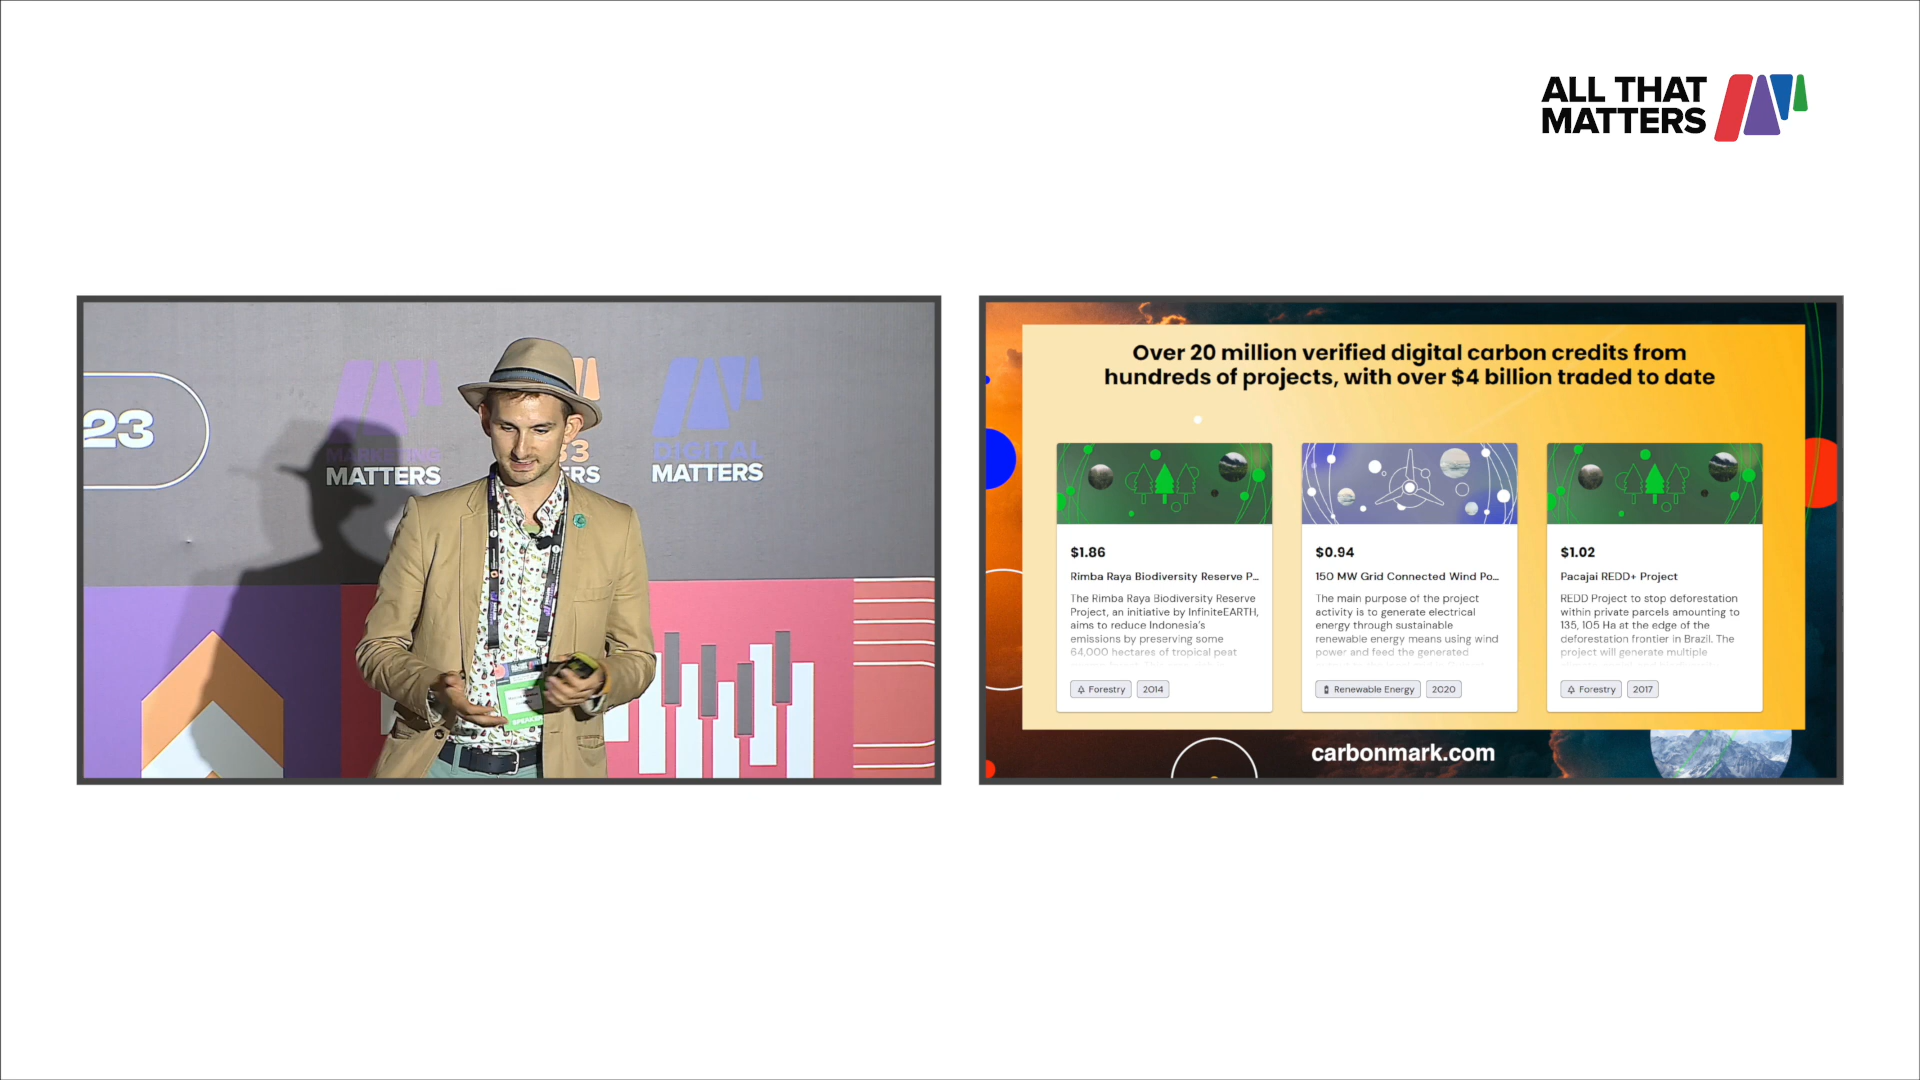 ALL THAT
MATTERS
23
MARKETING
MATTERS
33
ERS
DIGITAL
MATTERS
SPEAKER
Over 20 million verified digital carbon credits from
hundreds of projects, with over $4 billion traded to date
$1.86
Rimba Raya Biodiversity Reserve P...
The Rimba Raya Biodiversity Reserve
Project, an initiative by InfiniteEARTH,
aims to reduce Indonesia's
emissions by preserving some
64,000 hectares of tropical peat
Forestry 2014
$0.94
150 MW Grid Connected Wind Po...
The main purpose of the project
activity is to generate electrical
energy through sustainable
renewable energy means using wind
power and feed the generated
Renewable Energy 2020
$1.02
Pacajai REDD+ Project
REDD Project to stop deforestation
within private parcels amounting to
135, 105 Ha at the edge of the
deforestation frontier in Brazil. The
project will generate multiple
Forestry 2017
carbonmark.com